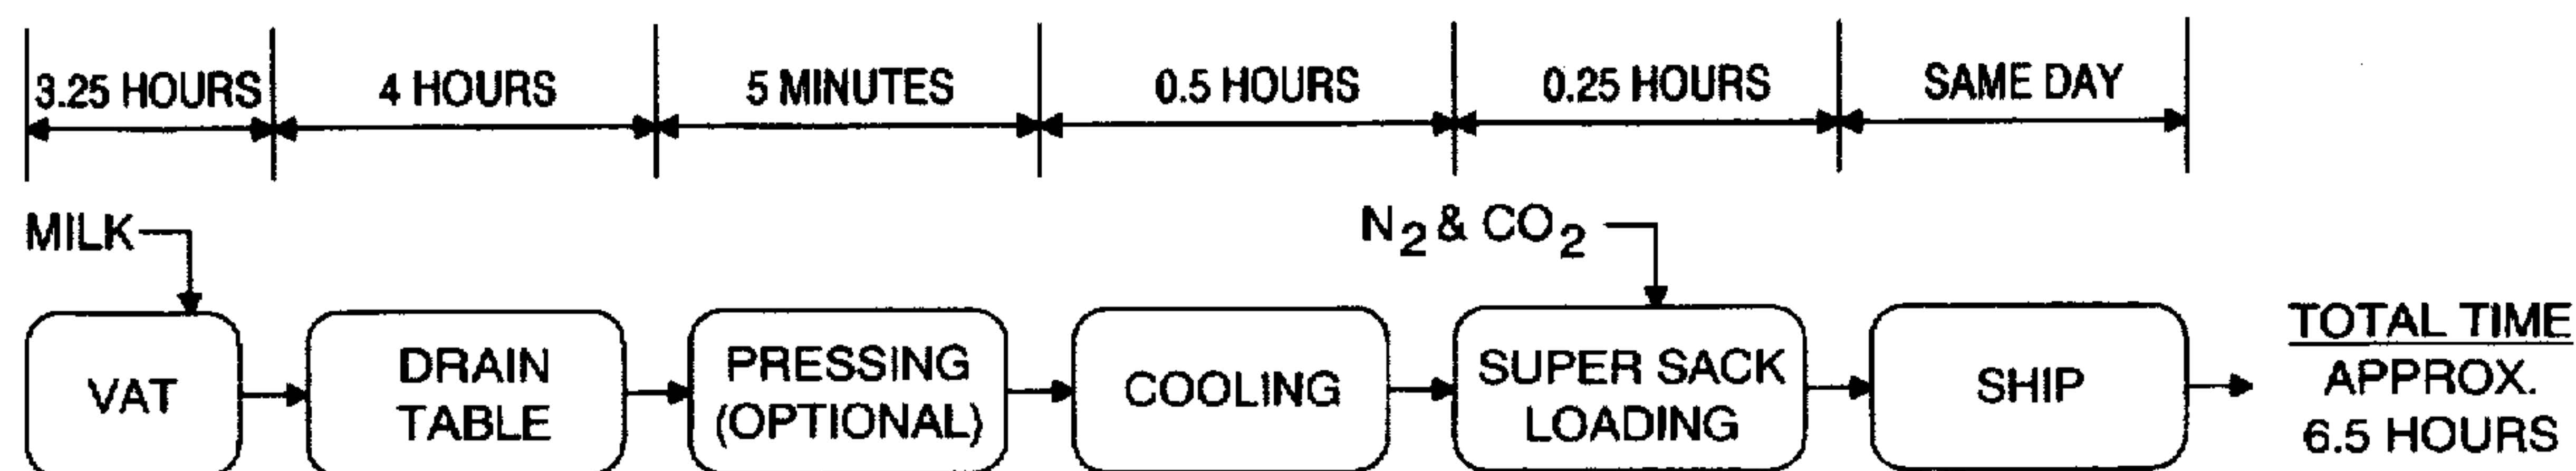 3.25 HOURS
4 HOURS
5 MINUTES
0.5 HOURS
0.25 HOURS
SAME DAY
MILK
N₂ & CO₂
VAT
DRAIN
TABLE
PRESSING
(OPTIONAL)
COOLING
SUPER SACK
LOADING
SHIP
TOTAL TIME
APPROX.
6.5 HOURS